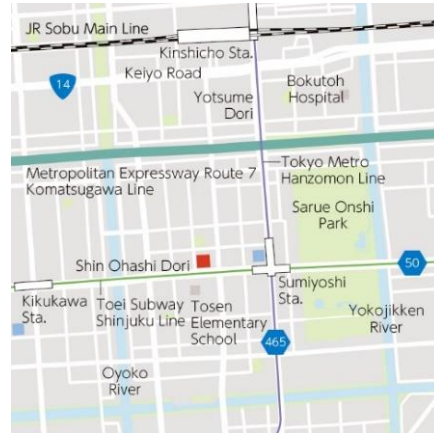 JR Sobu Main Line
Kinshicho Sta.
Keiyo Road
14
Yotsume
Dori
Bokutoh
Hospital
Metropolitan Expressway Route 7
Komatsugawa Line
Tokyo Metro
Hanzomon Line
Sarue Onshi
Park
Shin Ohashi Dori
50
Kikukawa
Sta.
Toei Subway
Shinjuku Line
Tosen
Elementary
School
Sumiyoshi
Sta.
Yokojikken
River
465
Oyoko
River